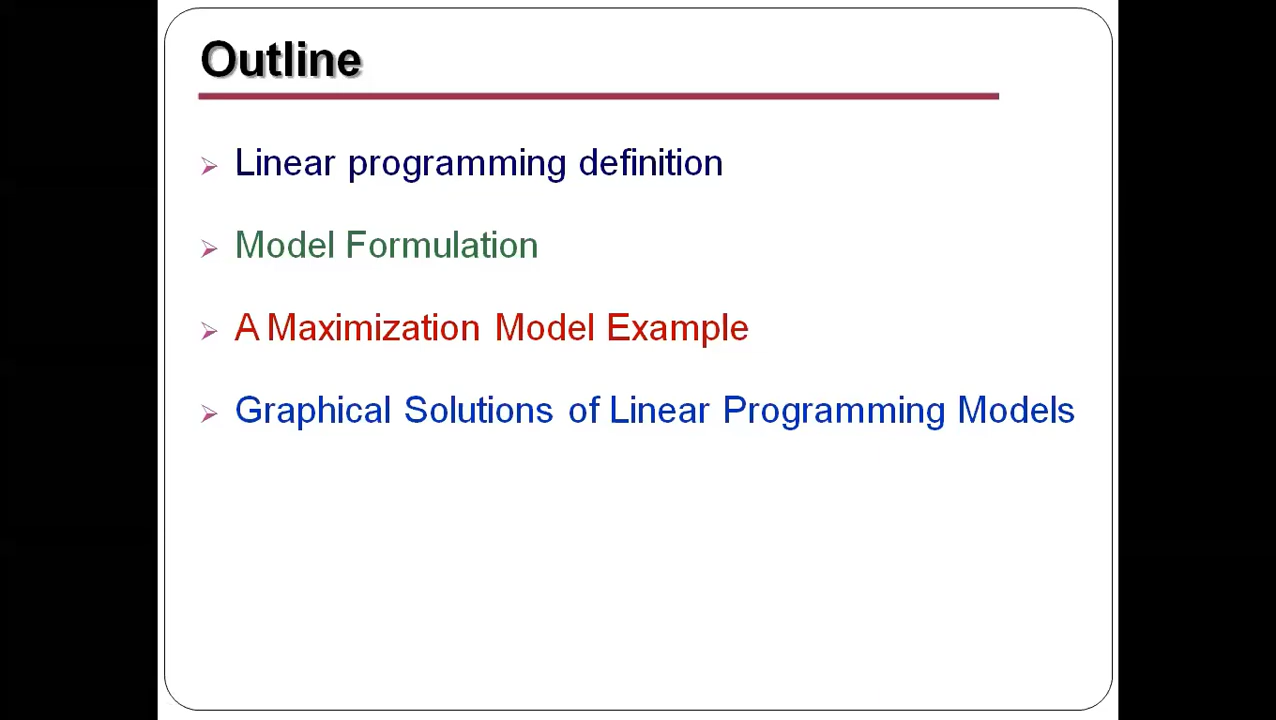 Outline
Linear programming definition
Model Formulation
A Maximization Model Example
Graphical Solutions of Linear Programming Models